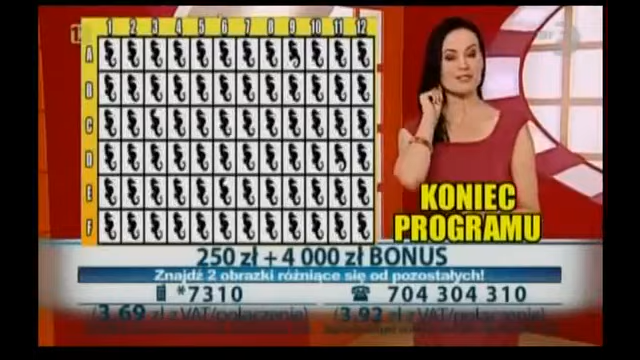 1 2 3 4 5 6 7 8 9 10 11 12
A
B
C
D
E
F
KONIEC
PROGRAMU
250 zł + 4 000 zł BONUS
Znajdź 2 obrazki różniące się od pozostałych!
*7310
704 304 310
(3,69 zł z VAT/połączenie)
(3,92 zł z VAT/połączenie)